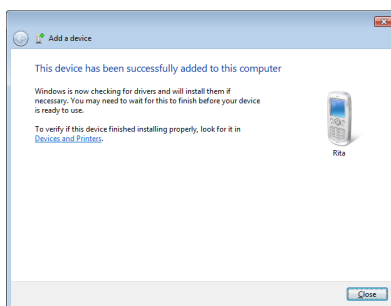 Add a device
This device has been successfully added to this computer
Windows is now checking for drivers and will install them if
necessary. You may need to wait for this to finish before your device
is ready to use.
To verify if this device finished installing properly, look for it in
Devices and Printers.
Rita
Close